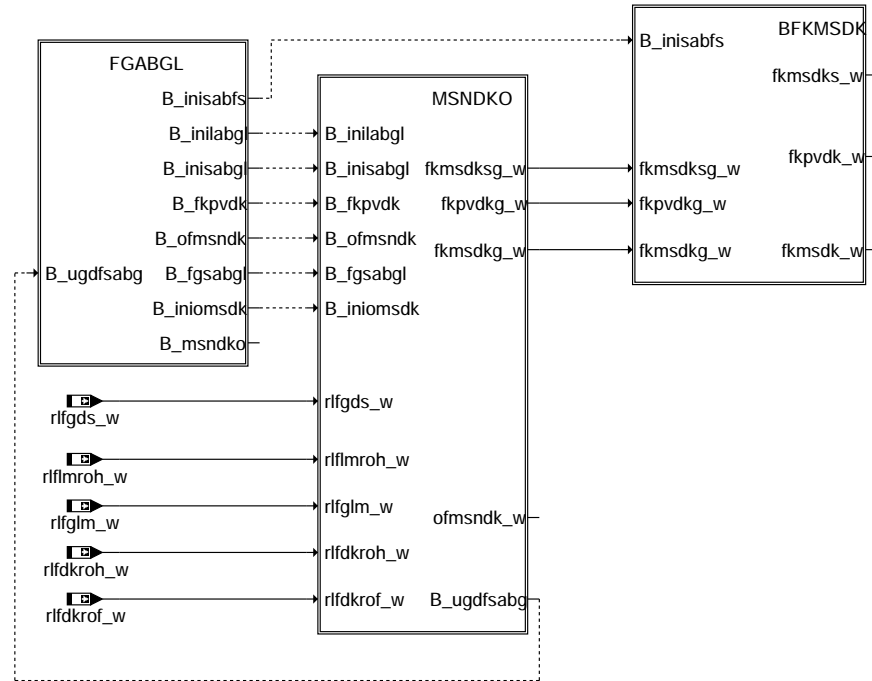 FGABGL
B_inisabfs
B_inilabgl
B_inisabgl
B_fkpvdk
B_ofmsndk
B_ugdfsabg
B_fgsabgl
B_iniomsdk
B_msndko
MSNDKO
B_inilabgl
B_inisabgl
fkmsdksg_w
B_fkpvdk
fkpvdkg_w
B_ofmsndk
fkmsdkg_w
B_fgsabgl
B_iniomsdk
rlfgds_w
rlflmroh_w
rlfglm_w
ofmsndk_w
rlfdkroh_w
rlfdkrof_w
B_ugdfsabg
BFKMSDK
B_inisabfs
fkmsdks_w
fkpvdk_w
fkmsdksg_w
fkpvdkg_w
fkmsdkg_w
fkmsdk_w
rlfgds_w
rlflmroh_w
rlfglm_w
rlfdkroh_w
rlfdkrof_w